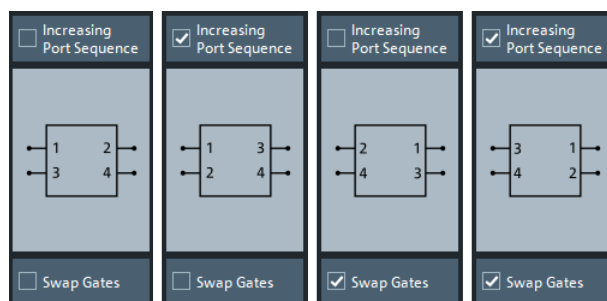 Increasing
Port Sequence
1 2
3 4
Swap Gates
Increasing
Port Sequence
1 3
2 4
Swap Gates
Increasing
Port Sequence
2 1
4 3
Swap Gates
Increasing
Port Sequence
3 1
4 2
Swap Gates